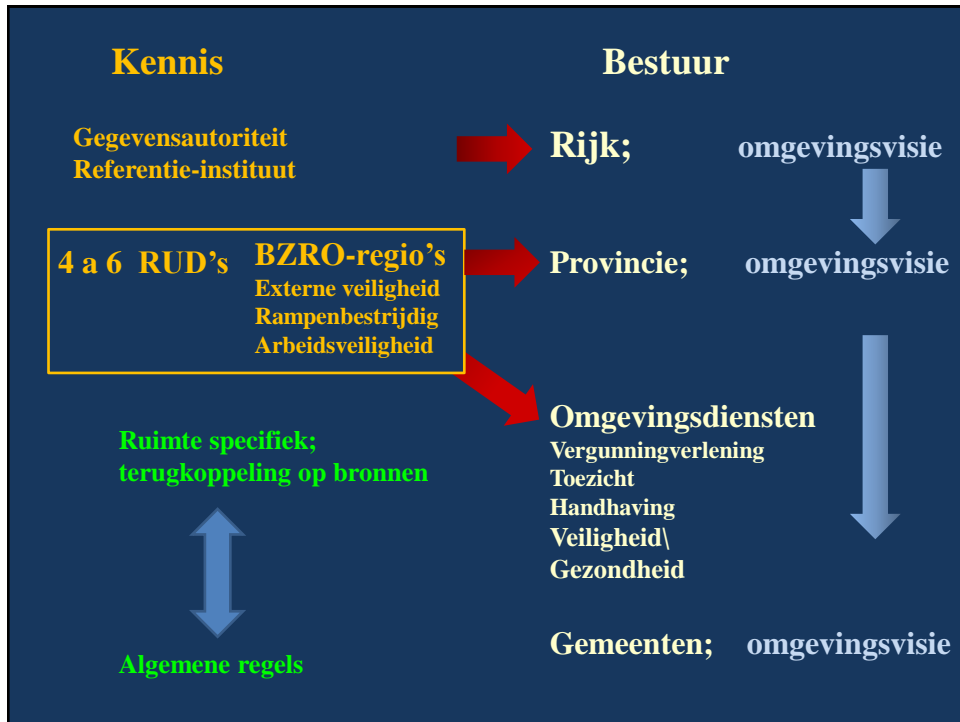 Kennis
Bestuur
Gegevensautoriteit
Referentie-instituut
Rijk;
omgevingsvisie
4 a 6 RUD’s
BZRO-regio’s
Externe veiligheid
Rampenbestrijdig
Arbeidsveiligheid
Provincie;
omgevingsvisie
Ruimte specifiek;
terugkoppeling op bronnen
Algemene regels
Omgevingsdiensten
Vergunningverlening
Toezicht
Handhaving
Veiligheid\
Gezondheid
Gemeenten;
omgevingsvisie